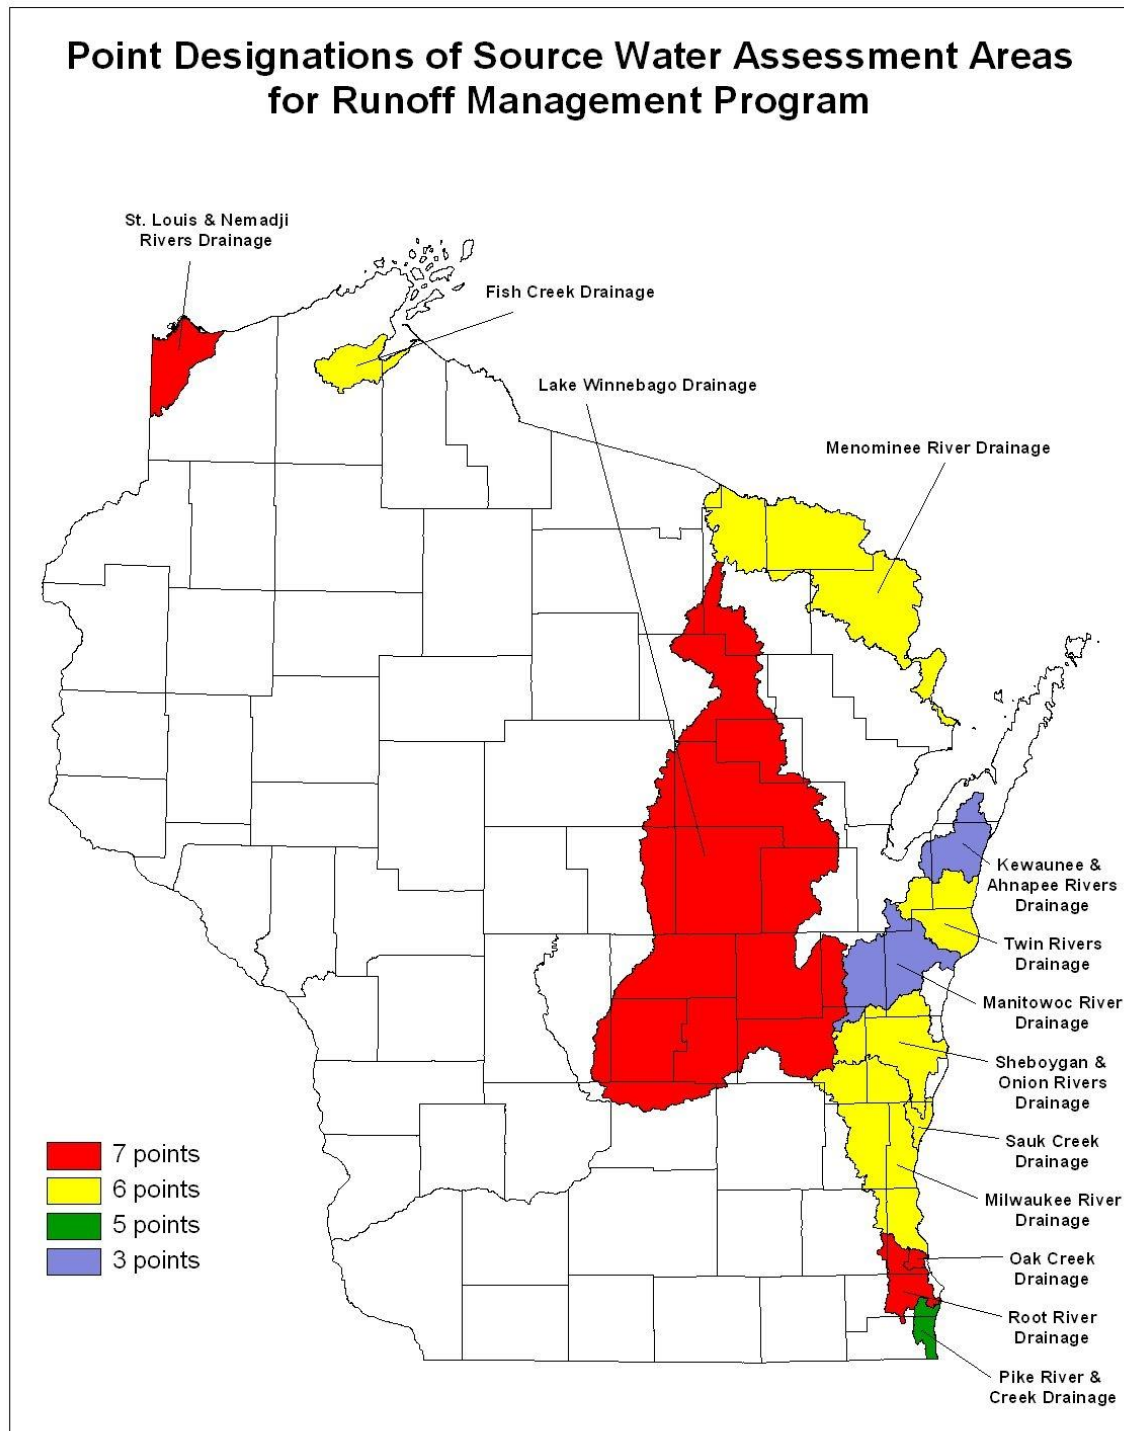 Point Designations of Source Water Assessment Areas
for Runoff Management Program
St. Louis & Nemadji
Rivers Drainage
Fish Creek Drainage
Lake Winnebago Drainage
Menominee River Drainage
Kewaunee &
Ahnapee Rivers
Drainage
Twin Rivers
Drainage
Manitowoc River
Drainage
Sheboygan &
Onion Rivers
Drainage
Sauk Creek
Drainage
Milwaukee River
Drainage
Oak Creek
Drainage
Root River
Drainage
Pike River &
Creek Drainage
7 points
6 points
5 points
3 points